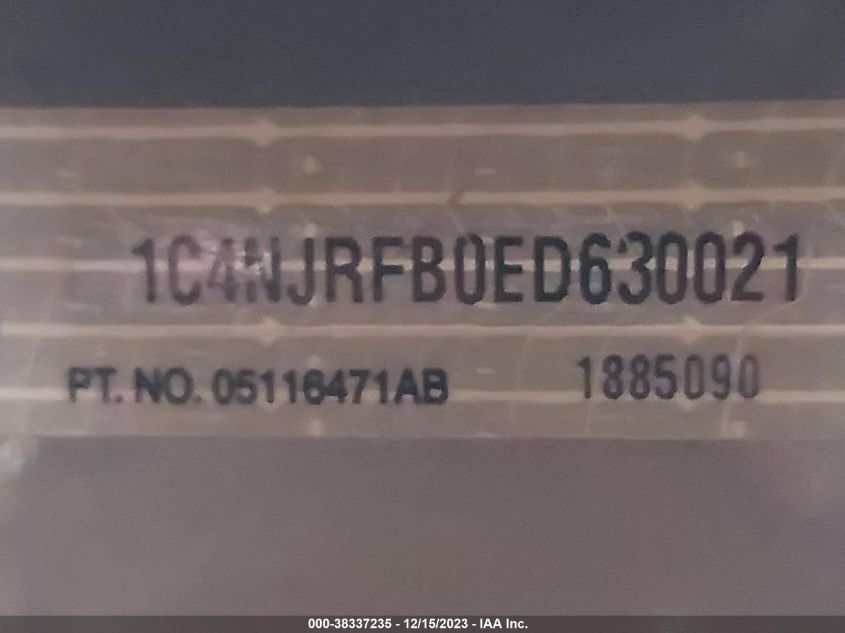 1C4NJRFB0ED630021
PT. NO. 05116471AB 1885090
000-38337235 - 12/15/2023 - IAA Inc.